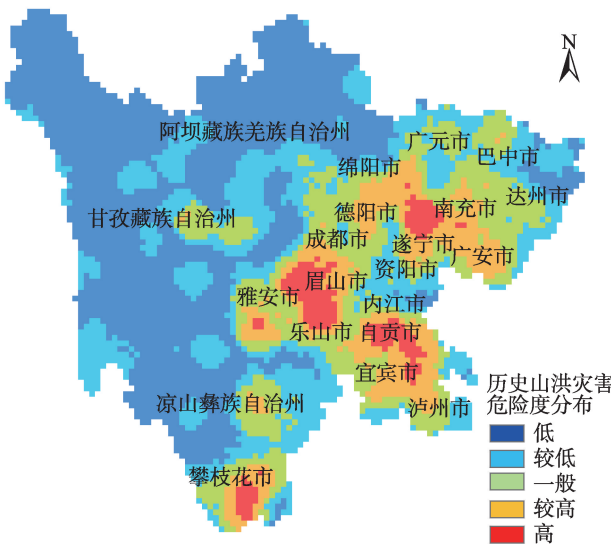 N
阿坝藏族羌族自治州
广元市
巴中市
绵阳市
达州市
德阳市
南充市
甘孜藏族自治州
成都市
遂宁市
广安市
资阳市
眉山市
雅安市
内江市
乐山市
自贡市
宜宾市
凉山彝族自治州
泸州市
攀枝花市
历史山洪灾害
危险度分布
低
较低
一般
较高
高